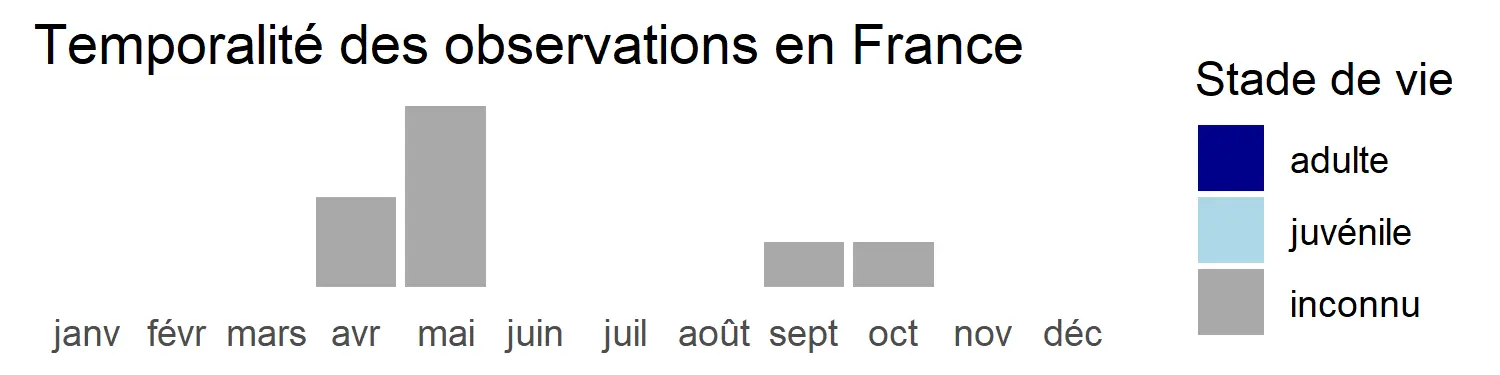 Temporalité des observations en France
janv févr mars avr mai juin juil août sept oct nov déc
Stade de vie
adulte
juvénile
inconnu